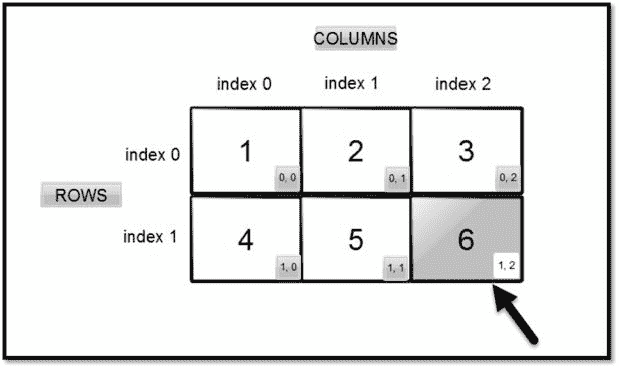 COLUMNS
index 0 index 1 index 2
index 0 1 2 3
0, 0 0, 1 0, 2
ROWS
index 1 4 5 6
1, 0 1, 1 1, 2